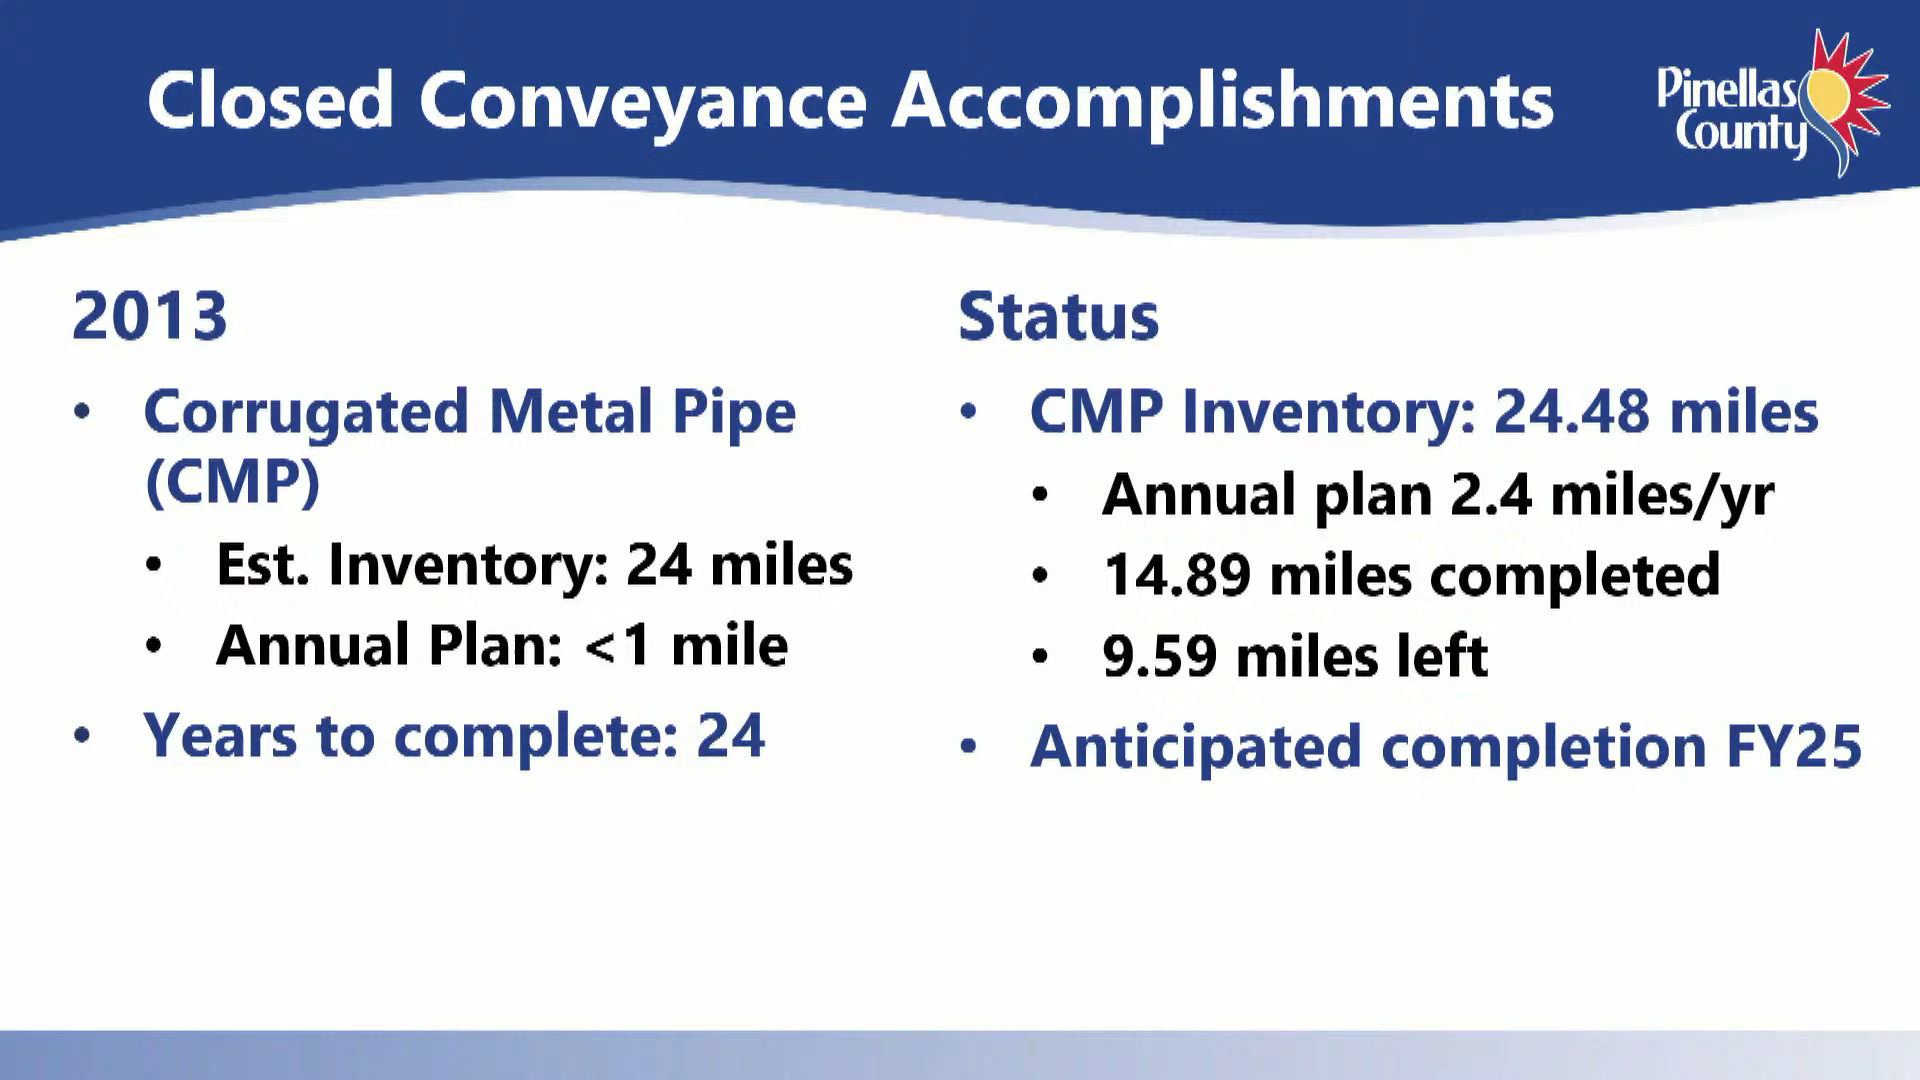 Closed Conveyance Accomplishments
Pinellas
County
2013
• Corrugated Metal Pipe
(CMP)
• Est. Inventory: 24 miles
• Annual Plan: <1 mile
• Years to complete: 24
Status
• CMP Inventory: 24.48 miles
• Annual plan 2.4 miles/yr
• 14.89 miles completed
• 9.59 miles left
• Anticipated completion FY25